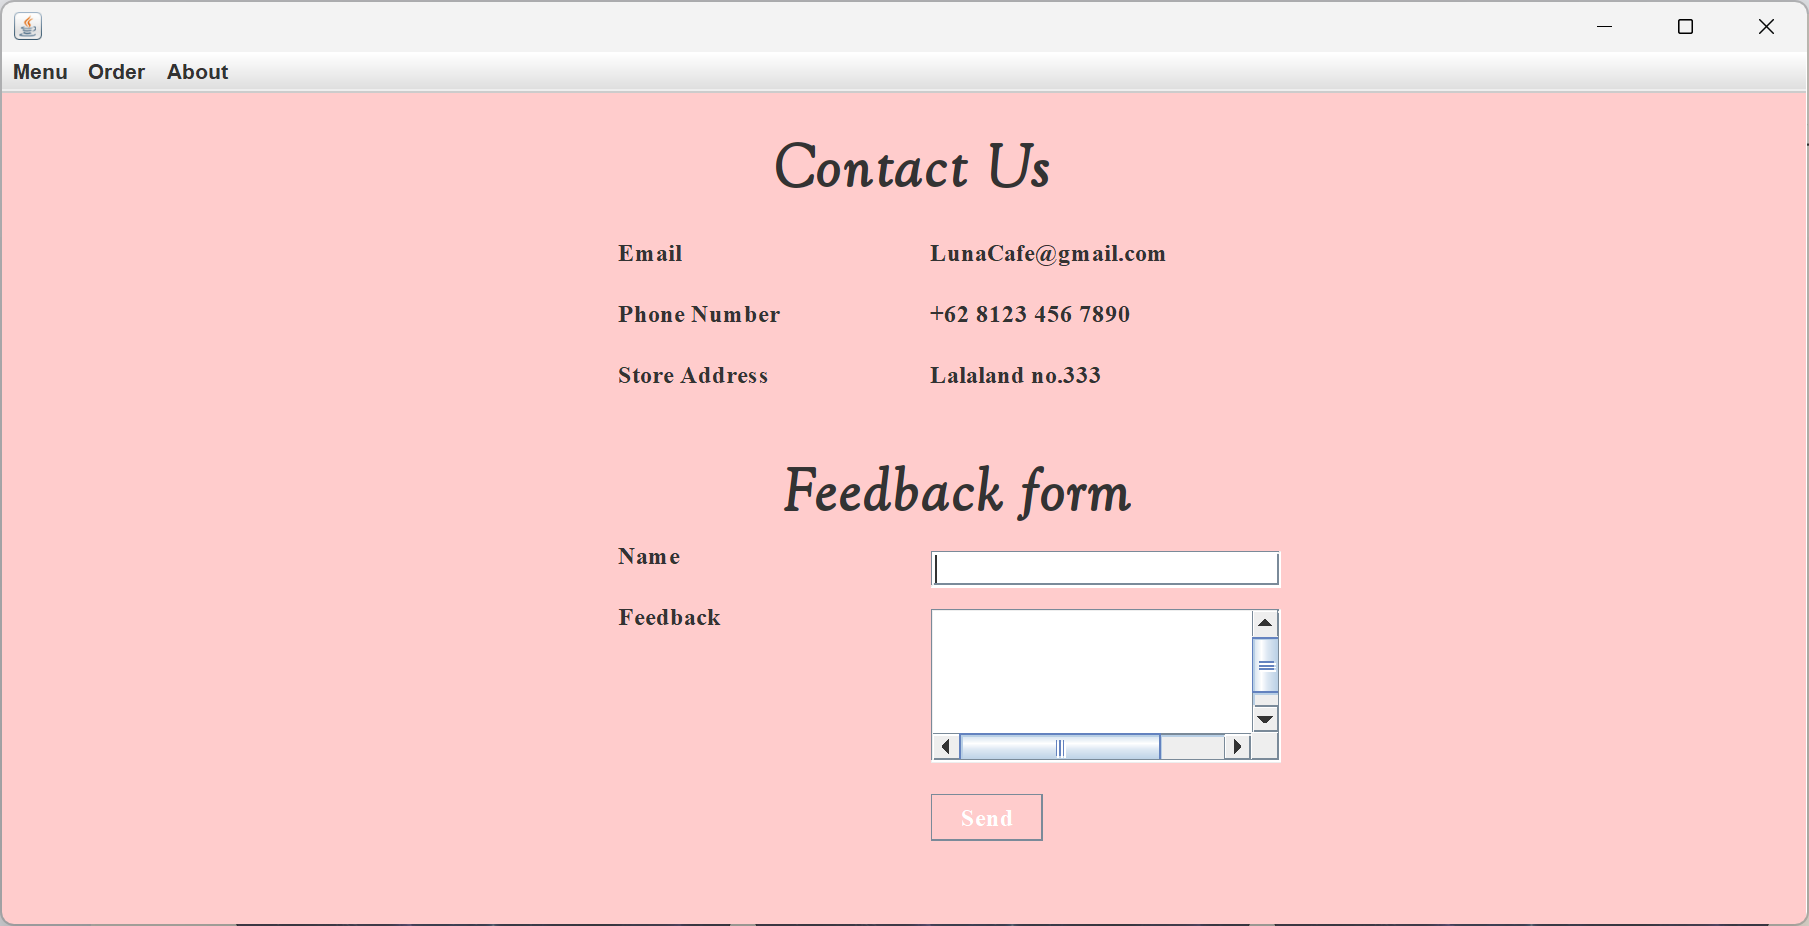 Menu Order About
Contact Us
Email LunaCafe@gmail.com
Phone Number +62 8123 456 7890
Store Address Lalaland no.333
Feedback form
Name
Feedback
Send